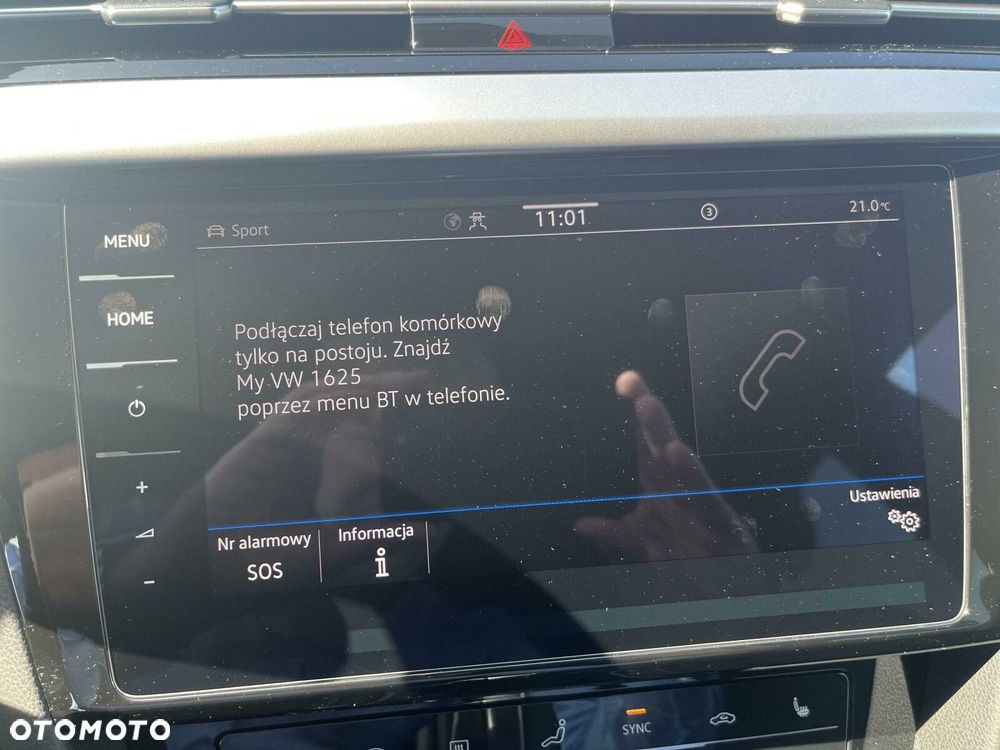 Sport
11:01
3
21.0°C
MENU
HOME
Podłączaj telefon komórkowy
tylko na postoju. Znajdź
My VW 1625
poprzez menu BT w telefonie.
+
−
Ustawienia
Nr alarmowy
SOS
Informacja
i
SYNC
OTOMOTO